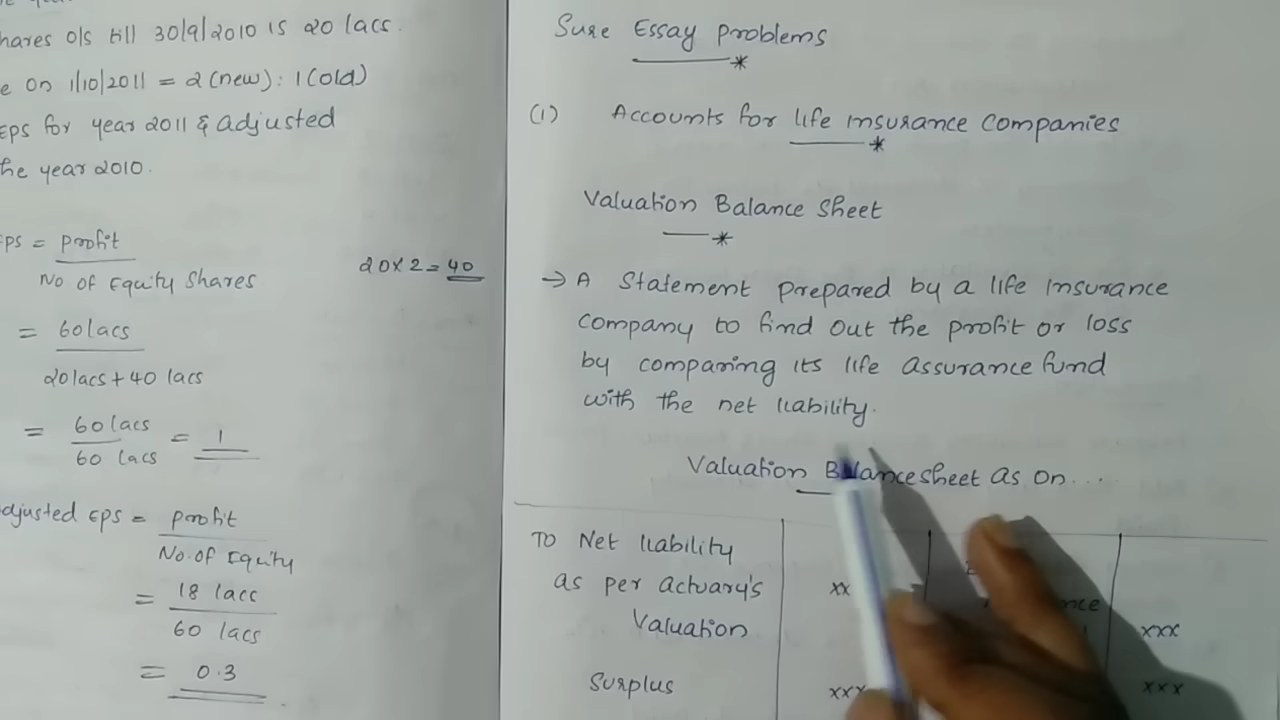 hares o/s till 30/9/2010 is 20 lacs.
e on 1/10/2011 = 2 (new) : 1 (old)
EPS for year 2011 & adjusted
the year 2010.
EPS = profit
No of Equity shares
20 x 2 = 40
= 60 lacs
20 lacs + 40 lacs
= 60 lacs = 1
60 lacs
adjusted EPS = profit
No. of Equity
= 18 lacs
60 lacs
= 0.3
Sure Essay problems
(1) Accounts for life insurance companies
Valuation Balance sheet
→ A statement prepared by a life insurance
company to find out the profit or loss
by comparing its life assurance fund
with the net liability.
Valuation Balance sheet as on...
To Net liability
as per actuary's xx
Valuation xxx
Surplus xxx xxx